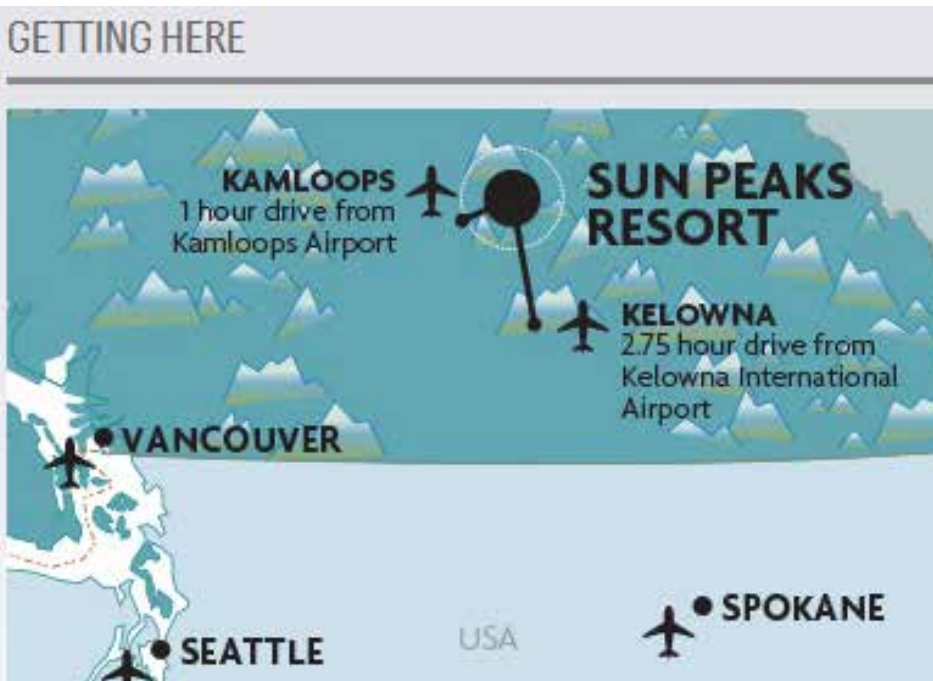 GETTING HERE
KAMLOOPS
1 hour drive from
Kamloops Airport
SUN PEAKS
RESORT
KELOWNA
2.75 hour drive from
Kelowna International
Airport
VANCOUVER
SPOKANE
USA
SEATTLE